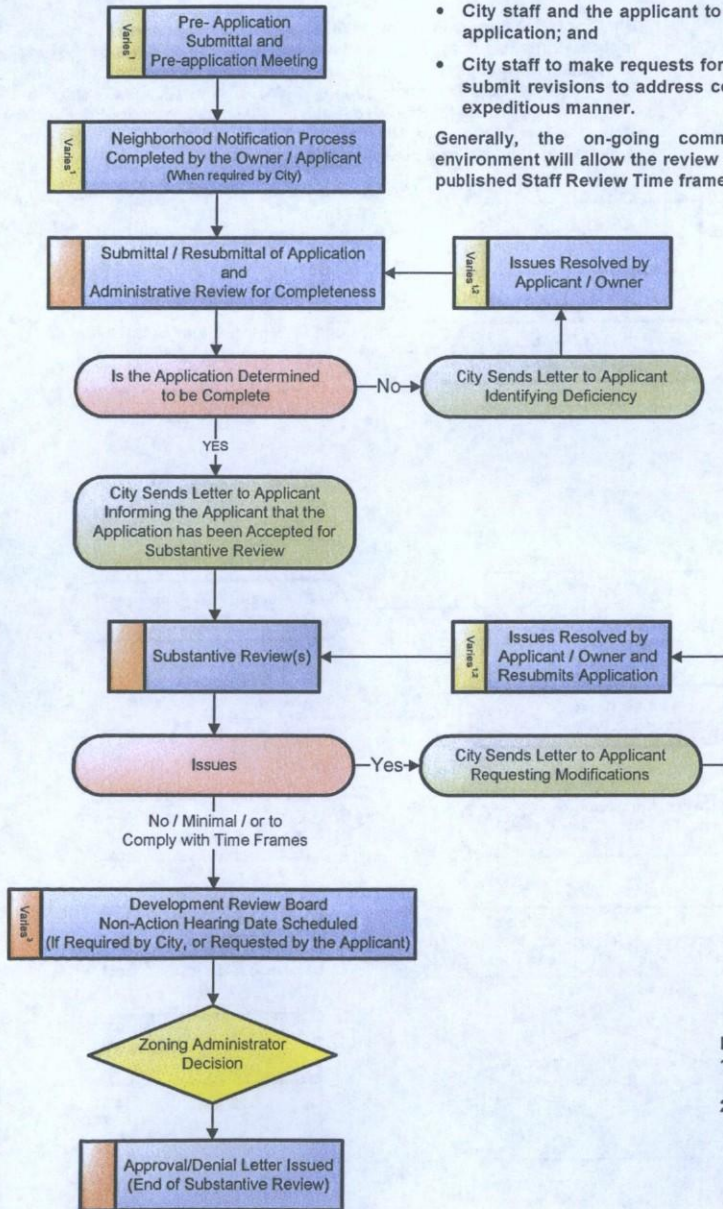 • City staff and the applicant to
application; and
• City staff to make requests for
submit revisions to address co
expeditious manner.
Generally, the on-going comm
environment will allow the review
published Staff Review Time frame
Varies¹
Pre- Application
Submittal and
Pre-application Meeting
Varies¹
Neighborhood Notification Process
Completed by the Owner / Applicant
(When required by City)
Submittal / Resubmittal of Application
and
Administrative Review for Completeness
Varies¹,²
Issues Resolved by
Applicant / Owner
Is the Application Determined
to be Complete
No
City Sends Letter to Applicant
Identifying Deficiency
YES
City Sends Letter to Applicant
Informing the Applicant that the
Application has been Accepted for
Substantive Review
Substantive Review(s)
Varies¹,²
Issues Resolved by
Applicant / Owner and
Resubmits Application
Issues
Yes
City Sends Letter to Applicant
Requesting Modifications
No / Minimal / or to
Comply with Time Frames
Varies³
Development Review Board
Non-Action Hearing Date Scheduled
(If Required by City, or Requested by the Applicant)
Zoning Administrator
Decision
1
2
Approval/Denial Letter Issued
(End of Substantive Review)